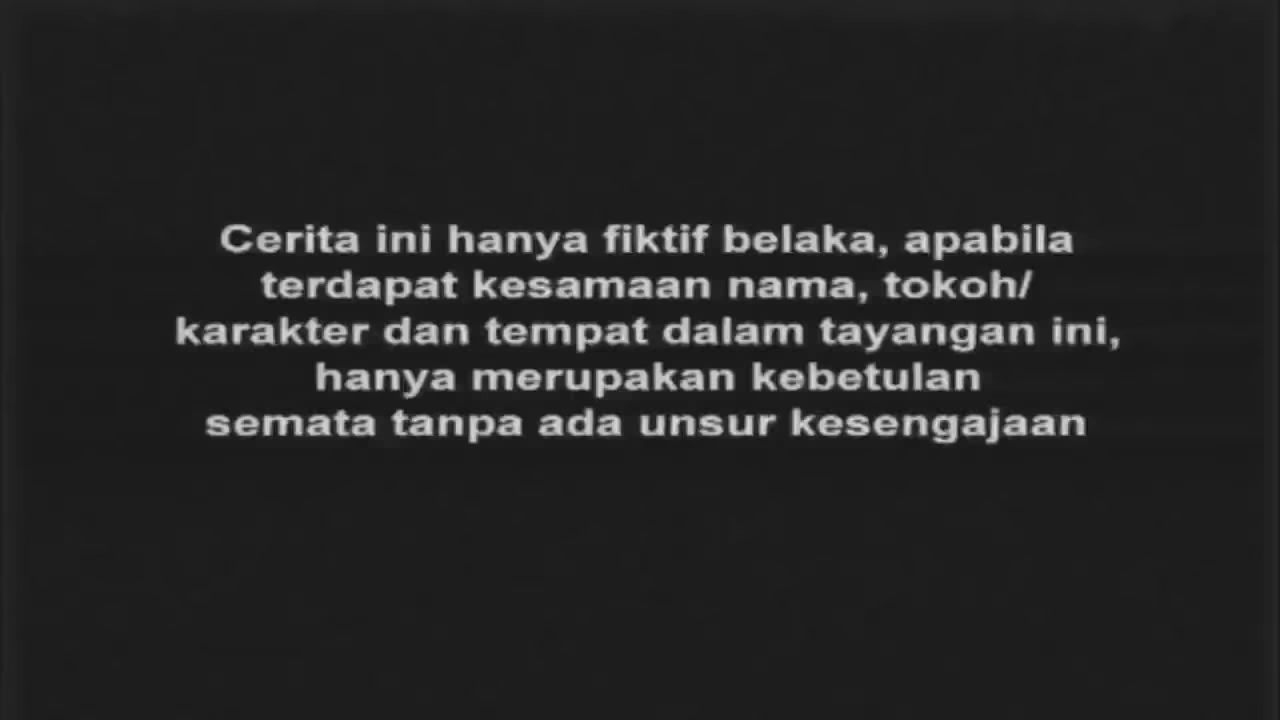 Cerita ini hanya fiktif belaka, apabila
terdapat kesamaan nama, tokoh/
karakter dan tempat dalam tayangan ini,
hanya merupakan kebetulan
semata tanpa ada unsur kesengajaan